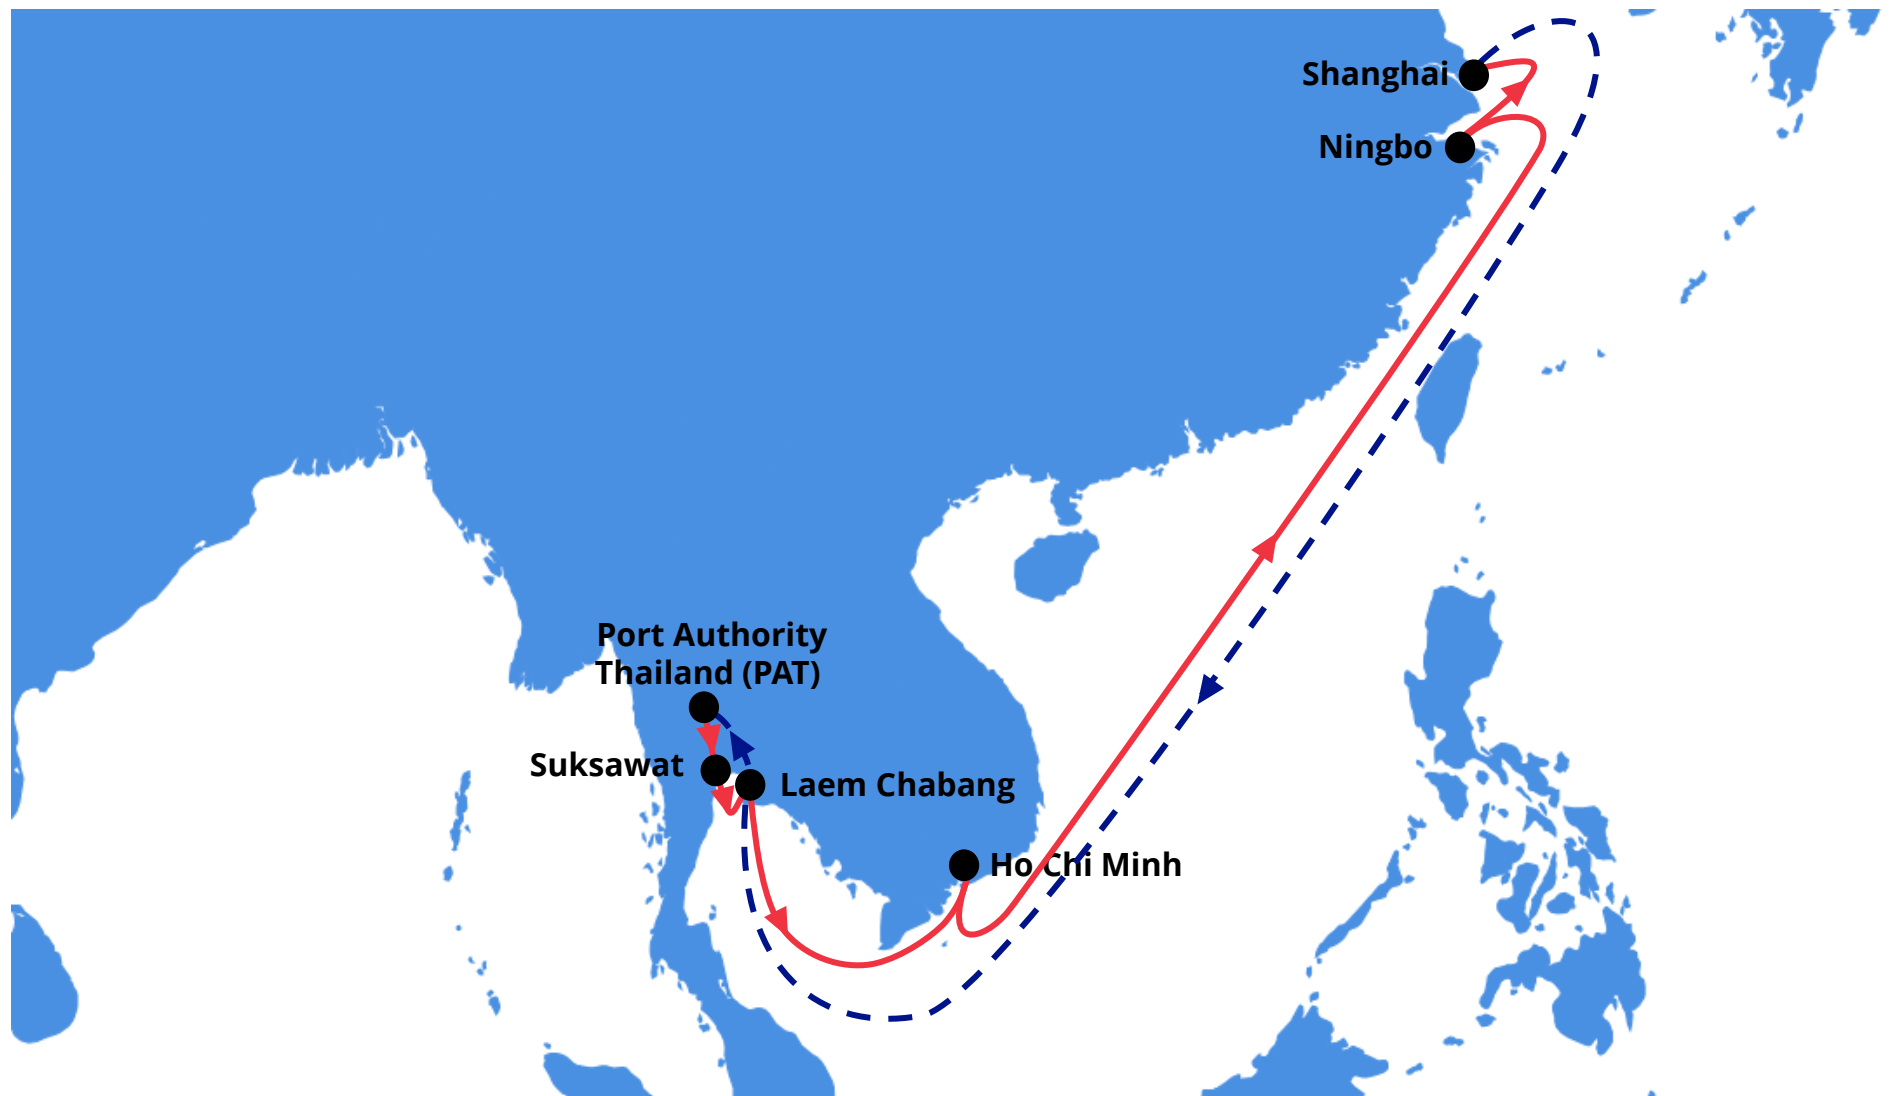 Shanghai
Ningbo
Port Authority
Thailand (PAT)
Suksawat
Laem Chabang
Ho Chi Minh